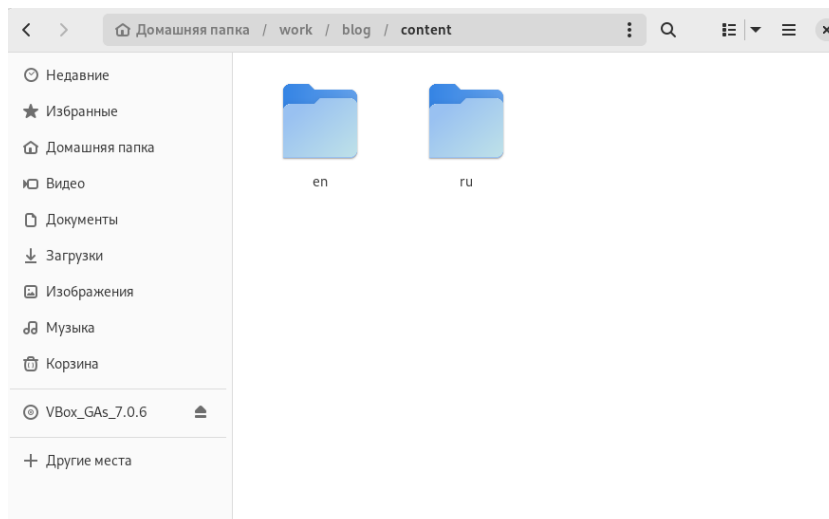 Домашняя папка / work / blog / content
Недавние
Избранные
Домашняя папка
Видео
Документы
Загрузки
Изображения
Музыка
Корзина
VBox_GAs_7.0.6
Другие места
en
ru